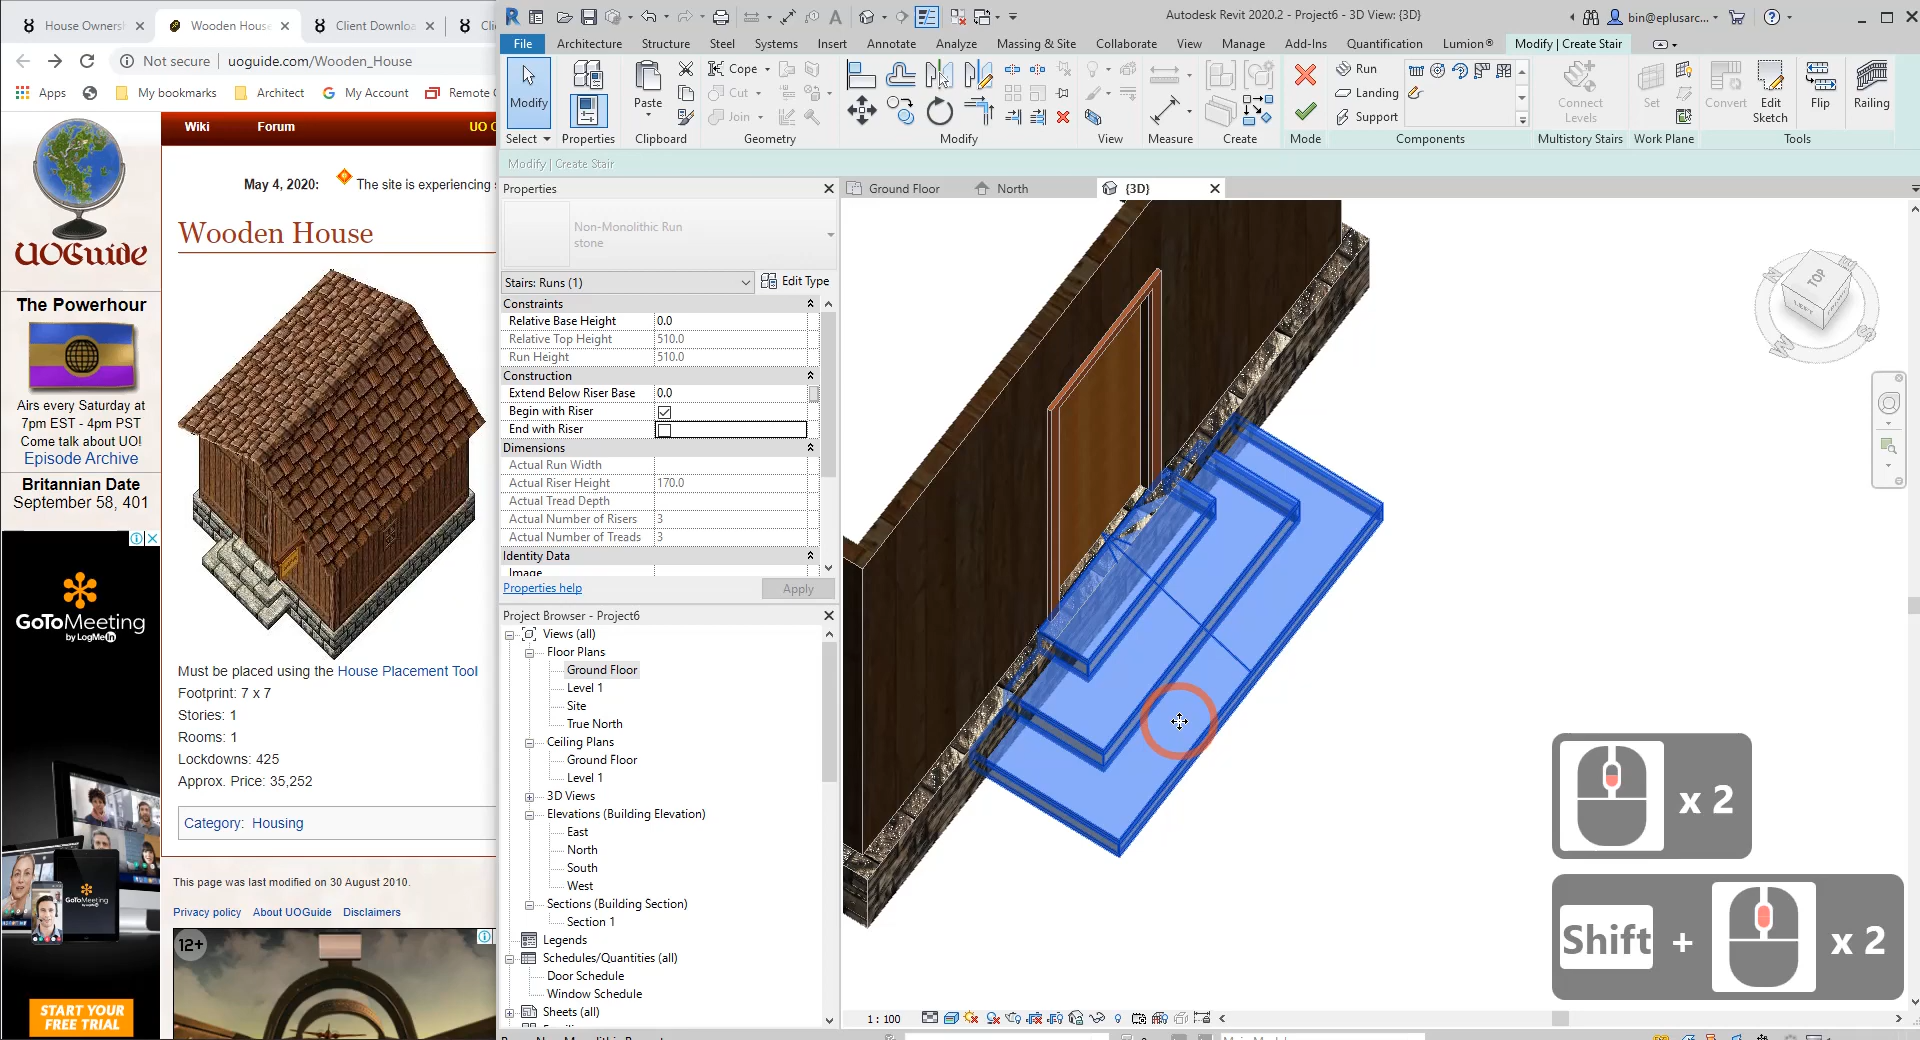 House Owners
Wooden House
Client Downloa
Cli
Not secure
uoguide.com/Wooden_House
Apps
My bookmarks
Architect
My Account
Remote
UOGuide
The Powerhour
Airs every Saturday at
7pm EST - 4pm PST
Come talk about UO!
Episode Archive
Britannian Date
September 58, 401
GoToMeeting
by LogMeIn
START YOUR
FREE TRIAL
Wiki
Forum
UO
May 4, 2020:
The site is experiencing
Wooden House
Must be placed using the House Placement Tool
Footprint: 7 x 7
Stories: 1
Rooms: 1
Lockdowns: 425
Approx. Price: 35,252
Category: Housing
This page was last modified on 30 August 2010.
Privacy policy
About UOGuide
Disclaimers
12+
Autodesk Revit 2020.2 - Project6 - 3D View: {3D}
bin@eplusarc...
File
Architecture
Structure
Steel
Systems
Insert
Annotate
Analyze
Massing & Site
Collaborate
View
Manage
Add-Ins
Quantification
Lumion®
Modify | Create Stair
Modify
Select
Properties
Paste
Clipboard
Cope
Cut
Join
Geometry
Modify
View
Measure
Create
Mode
Run
Landing
Support
Components
Connect
Levels
Multistory Stairs
Set
Work Plane
Convert
Edit
Sketch
Flip
Railing
Tools
Modify | Create Stair
Properties
Non-Monolithic Run
stone
Stairs: Runs (1)
Edit Type
Constraints
Relative Base Height 0.0
Relative Top Height 510.0
Run Height 510.0
Construction
Extend Below Riser Base 0.0
Begin with Riser
End with Riser
Dimensions
Actual Run Width
Actual Riser Height 170.0
Actual Tread Depth
Actual Number of Risers 3
Actual Number of Treads 3
Identity Data
Image
Properties help
Apply
Project Browser - Project6
Views (all)
Floor Plans
Ground Floor
Level 1
Site
True North
Ceiling Plans
Ground Floor
Level 1
3D Views
Elevations (Building Elevation)
East
North
South
West
Sections (Building Section)
Section 1
Legends
Schedules/Quantities (all)
Door Schedule
Window Schedule
Sheets (all)
Ground Floor
North
{3D}
TOP
LEFT
W
S
1 : 100
x 2
Shift + x 2